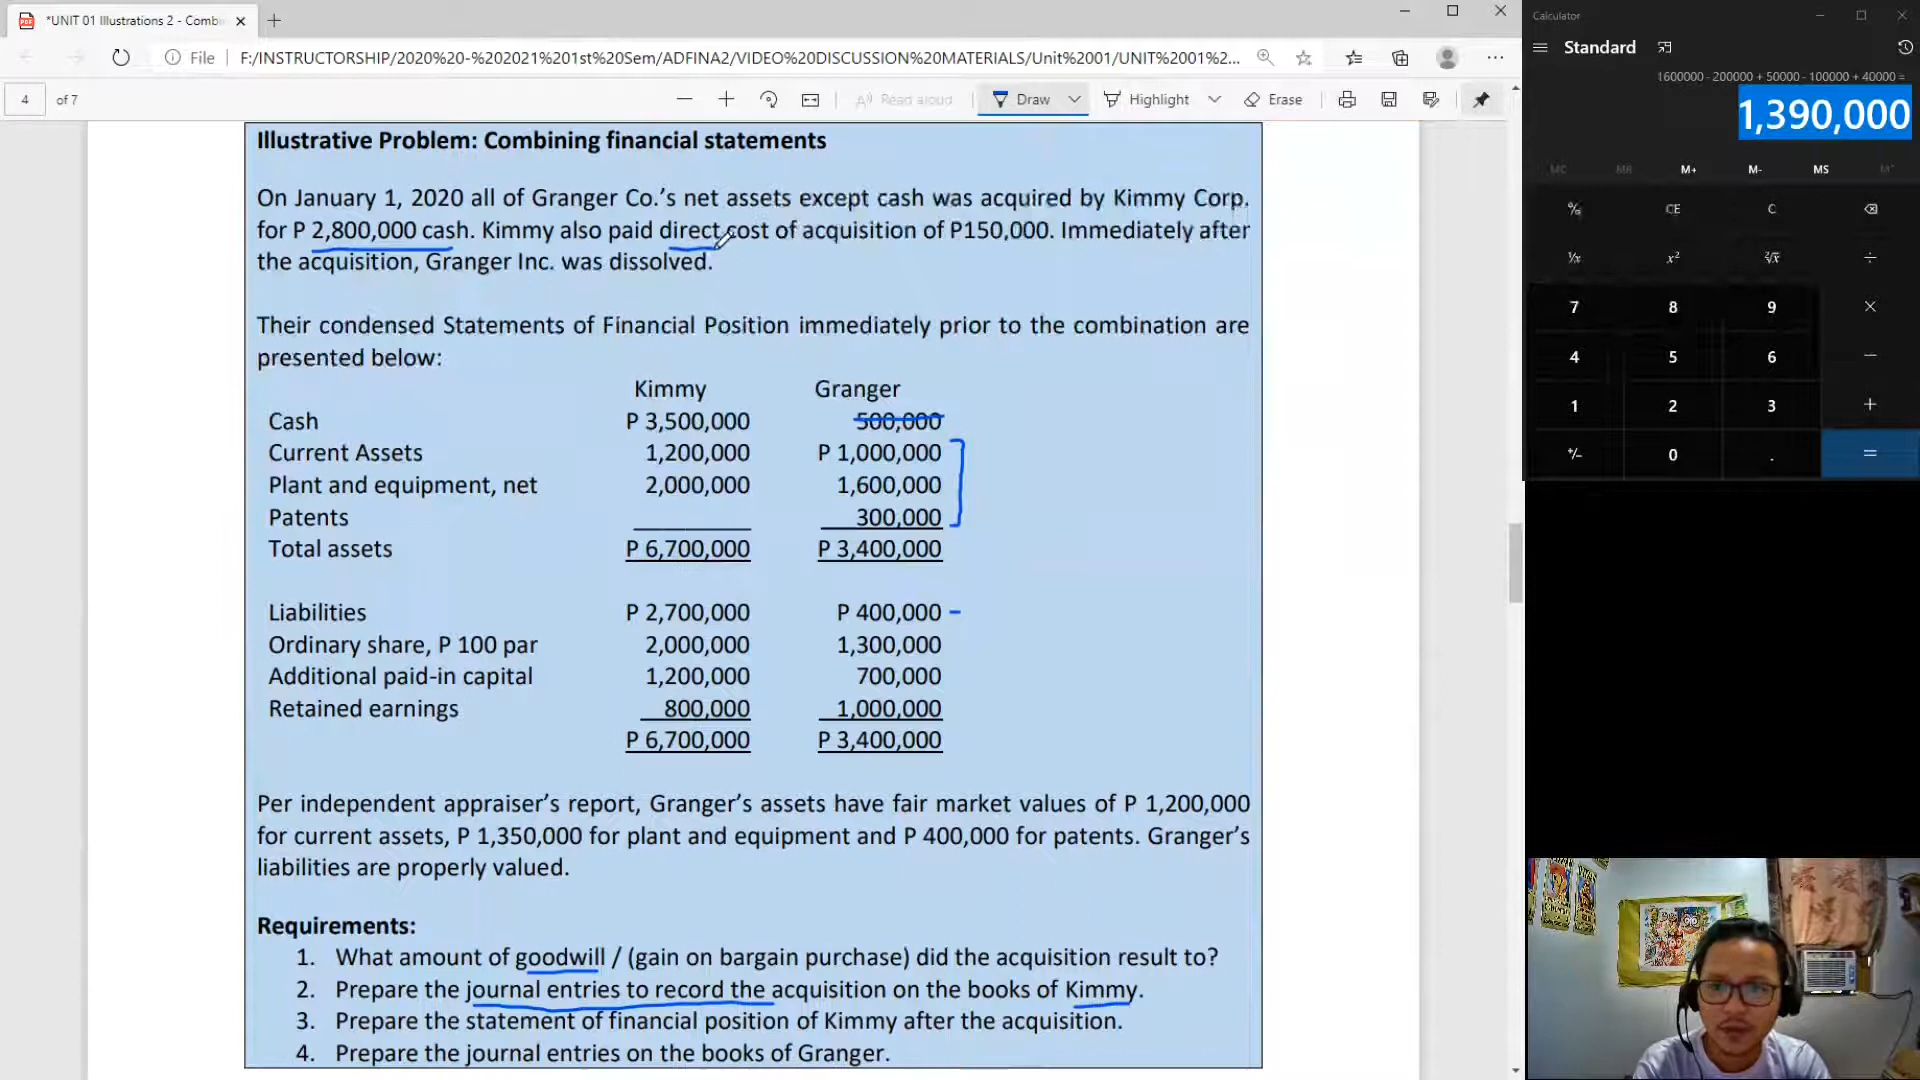 *UNIT 01 Illustrations 2 - Combi
File F:/INSTRUCTORSHIP/2020%20-%202021%201st%20Sem/ADFINA2/VIDEO%20DISCUSSION%20MATERIALS/Unit%2001/UNIT%2001%2...
4 of 7 Read aloud Draw Highlight Erase
Illustrative Problem: Combining financial statements
On January 1, 2020 all of Granger Co.'s net assets except cash was acquired by Kimmy Corp.
for P 2,800,000 cash. Kimmy also paid direct cost of acquisition of P150,000. Immediately after
the acquisition, Granger Inc. was dissolved.
Their condensed Statements of Financial Position immediately prior to the combination are
presented below:
Kimmy Granger
Cash P 3,500,000 500,000
Current Assets 1,200,000 P 1,000,000
Plant and equipment, net 2,000,000 1,600,000
Patents 300,000
Total assets P 6,700,000 P 3,400,000
Liabilities P 2,700,000 P 400,000
Ordinary share, P 100 par 2,000,000 1,300,000
Additional paid-in capital 1,200,000 700,000
Retained earnings 800,000 1,000,000
P 6,700,000 P 3,400,000
Per independent appraiser's report, Granger's assets have fair market values of P 1,200,000
for current assets, P 1,350,000 for plant and equipment and P 400,000 for patents. Granger's
liabilities are properly valued.
Requirements:
1. What amount of goodwill / (gain on bargain purchase) did the acquisition result to?
2. Prepare the journal entries to record the acquisition on the books of Kimmy.
3. Prepare the statement of financial position of Kimmy after the acquisition.
4. Prepare the journal entries on the books of Granger.
Calculator
Standard
1600000 - 200000 + 50000 - 100000 + 40000 =
1,390,000
MC MR M+ M- MS
% CE C
¹/x x² ²√x ÷
7 8 9 ×
4 5 6 −
1 2 3 +
+/- 0 . =